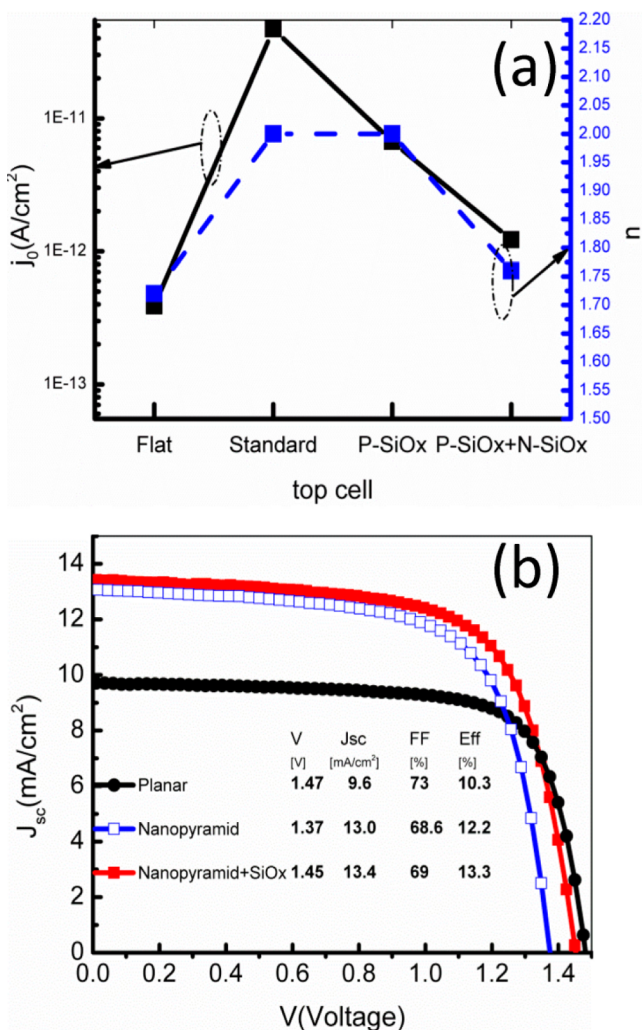 (a)
j0(A/cm²)
1E-11
1E-12
1E-13
2.20
2.15
2.10
2.05
2.00
1.95
1.90
1.85
1.80
1.75
1.70
1.65
1.60
1.55
1.50
n
Flat Standard P-SiOx P-SiOx+N-SiOx
top cell
(b)
Jsc(mA/cm²)
14
12
10
8
6
4
2
0
V Jsc FF Eff
[V] [mA/cm²] [%] [%]
Planar 1.47 9.6 73 10.3
Nanopyramid 1.37 13.0 68.6 12.2
Nanopyramid+SiOx 1.45 13.4 69 13.3
0.0 0.2 0.4 0.6 0.8 1.0 1.2 1.4
V(Voltage)